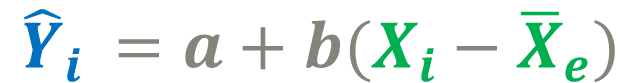 Ŷᵢ = a + b(Xᵢ − X̅ₑ)